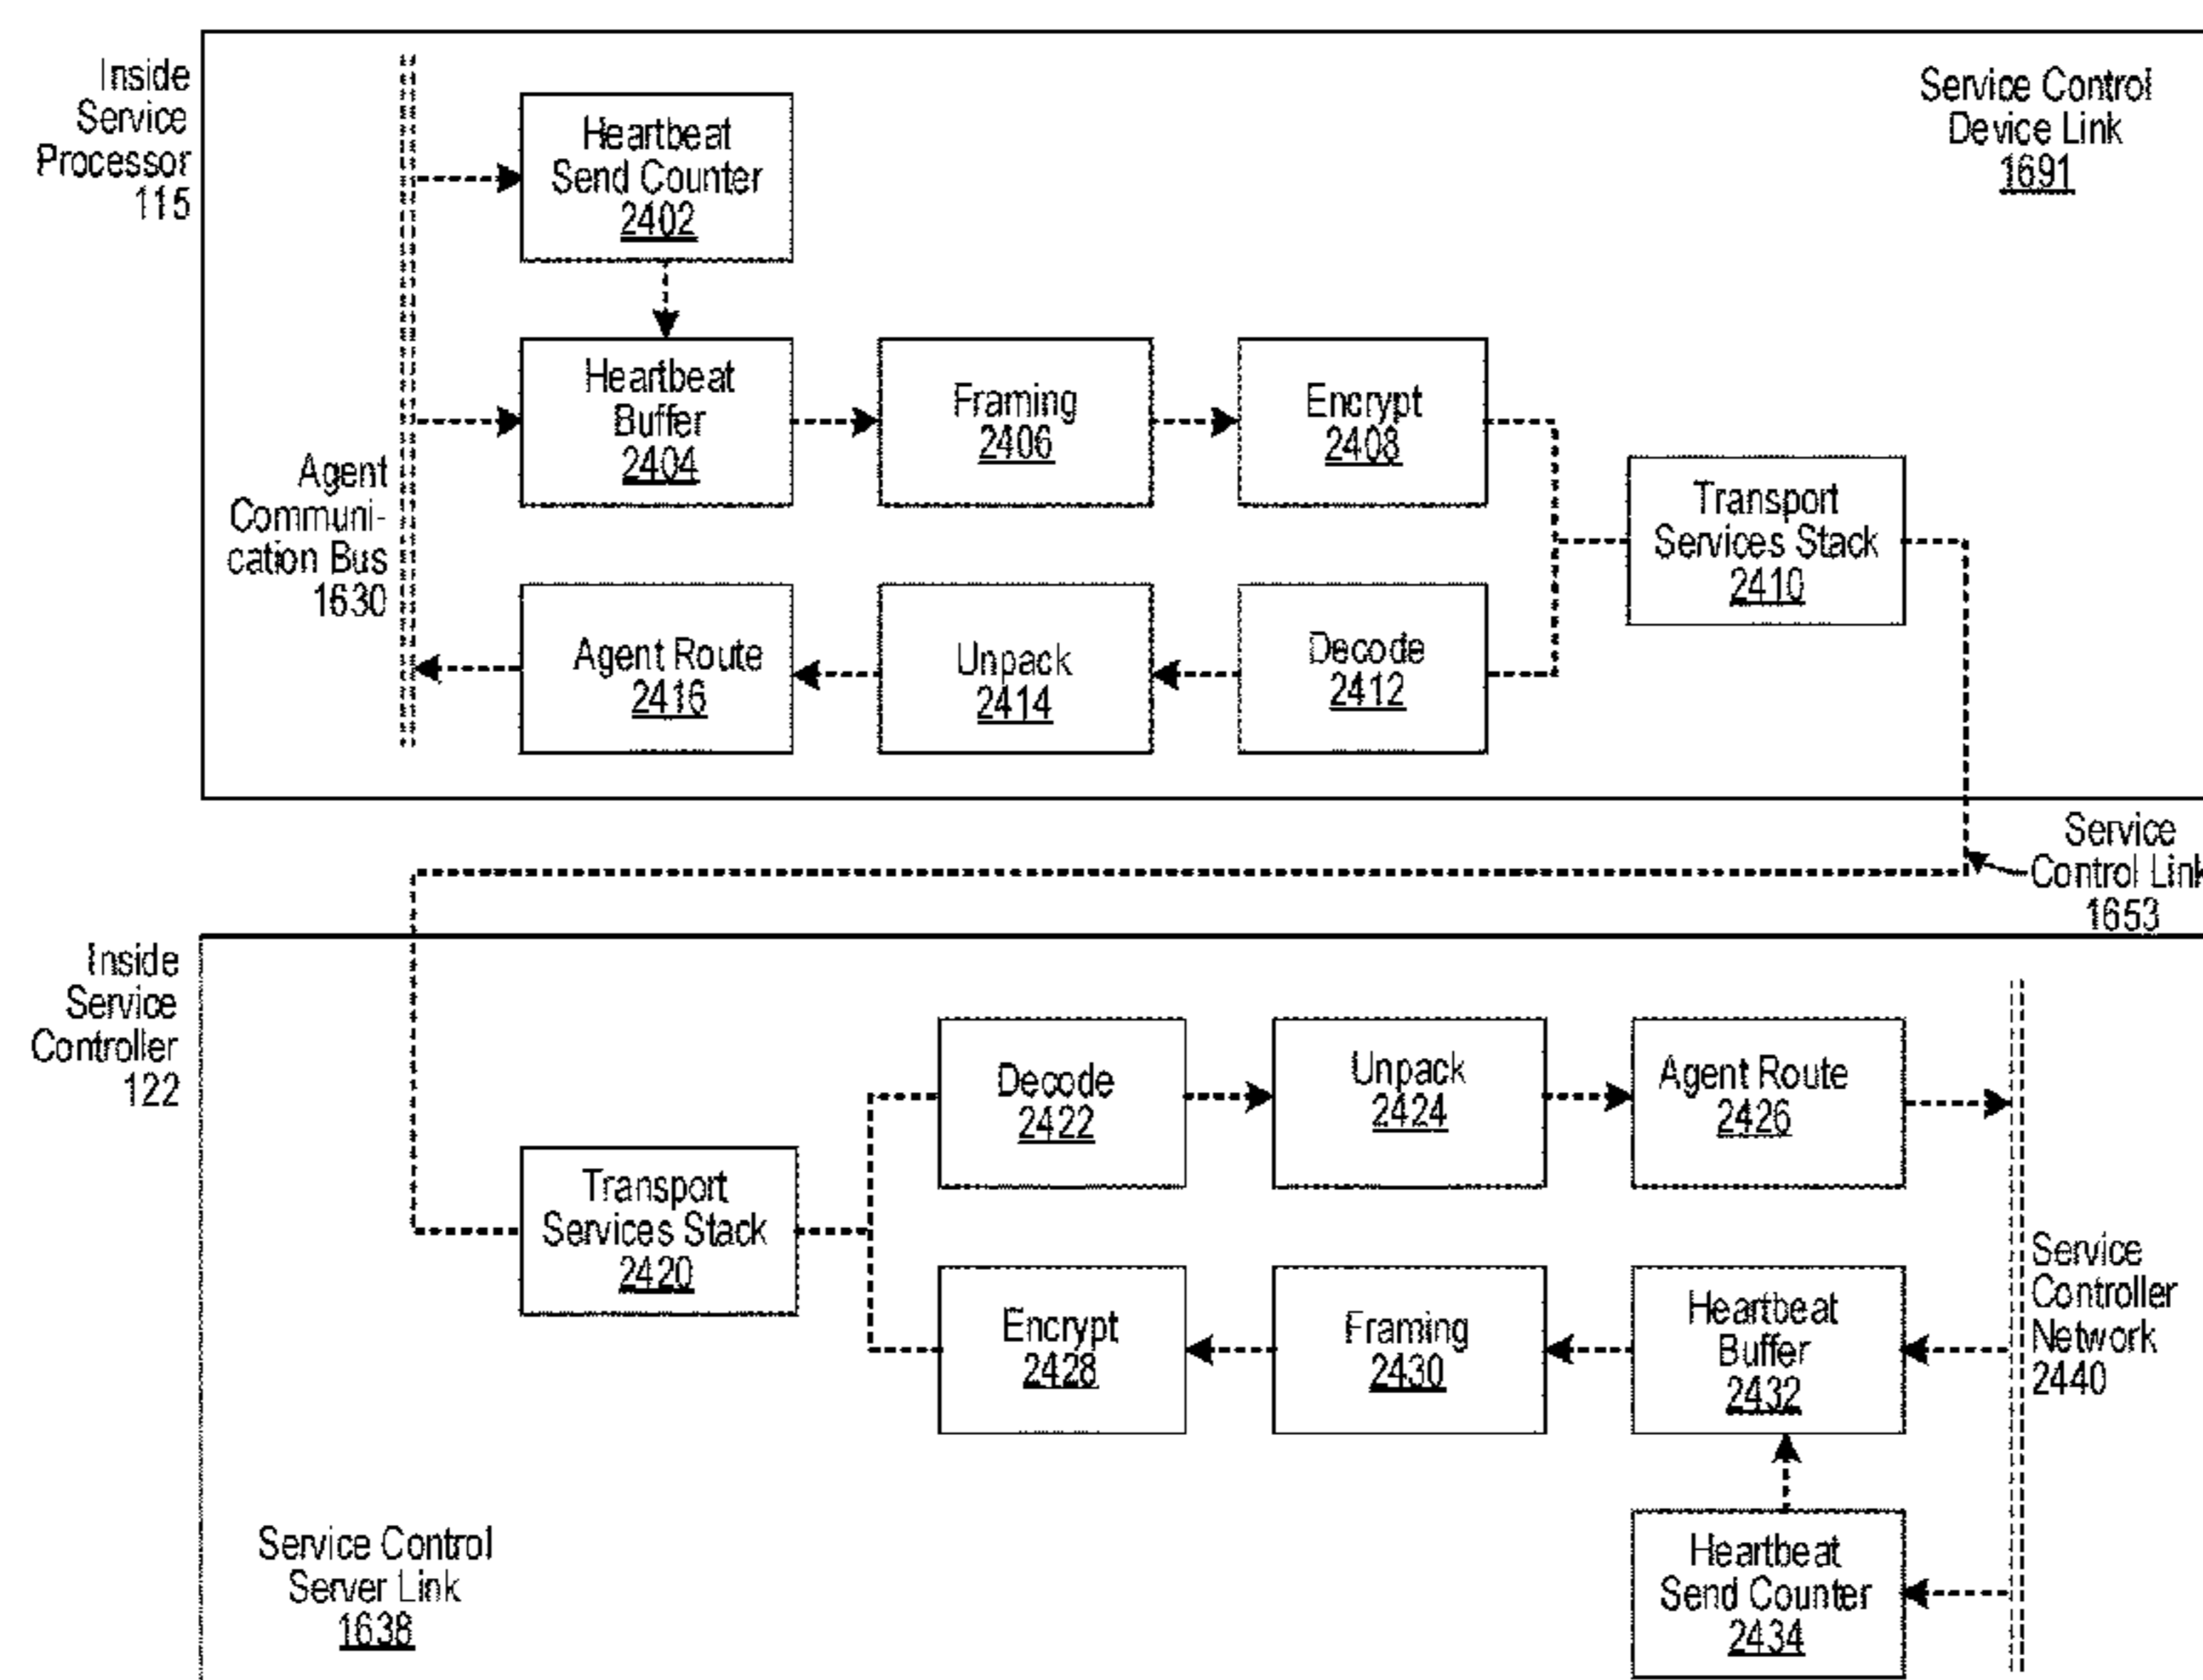 Inside
Service
Processor
115
Service Control
Device Link
1691
Heartbeat
Send Counter
2402
Heartbeat
Buffer
2404
Framing
2406
Encrypt
2408
Agent
Communi-
cation Bus
1630
Transport
Services Stack
2410
Agent Route
2416
Unpack
2414
Decode
2412
Service
Control Link
1653
Inside
Service
Controller
122
Decode
2422
Unpack
2424
Agent Route
2426
Transport
Services Stack
2420
Service
Controller
Network
2440
Encrypt
2428
Framing
2430
Heartbeat
Buffer
2432
Service Control
Server Link
1638
Heartbeat
Send Counter
2434